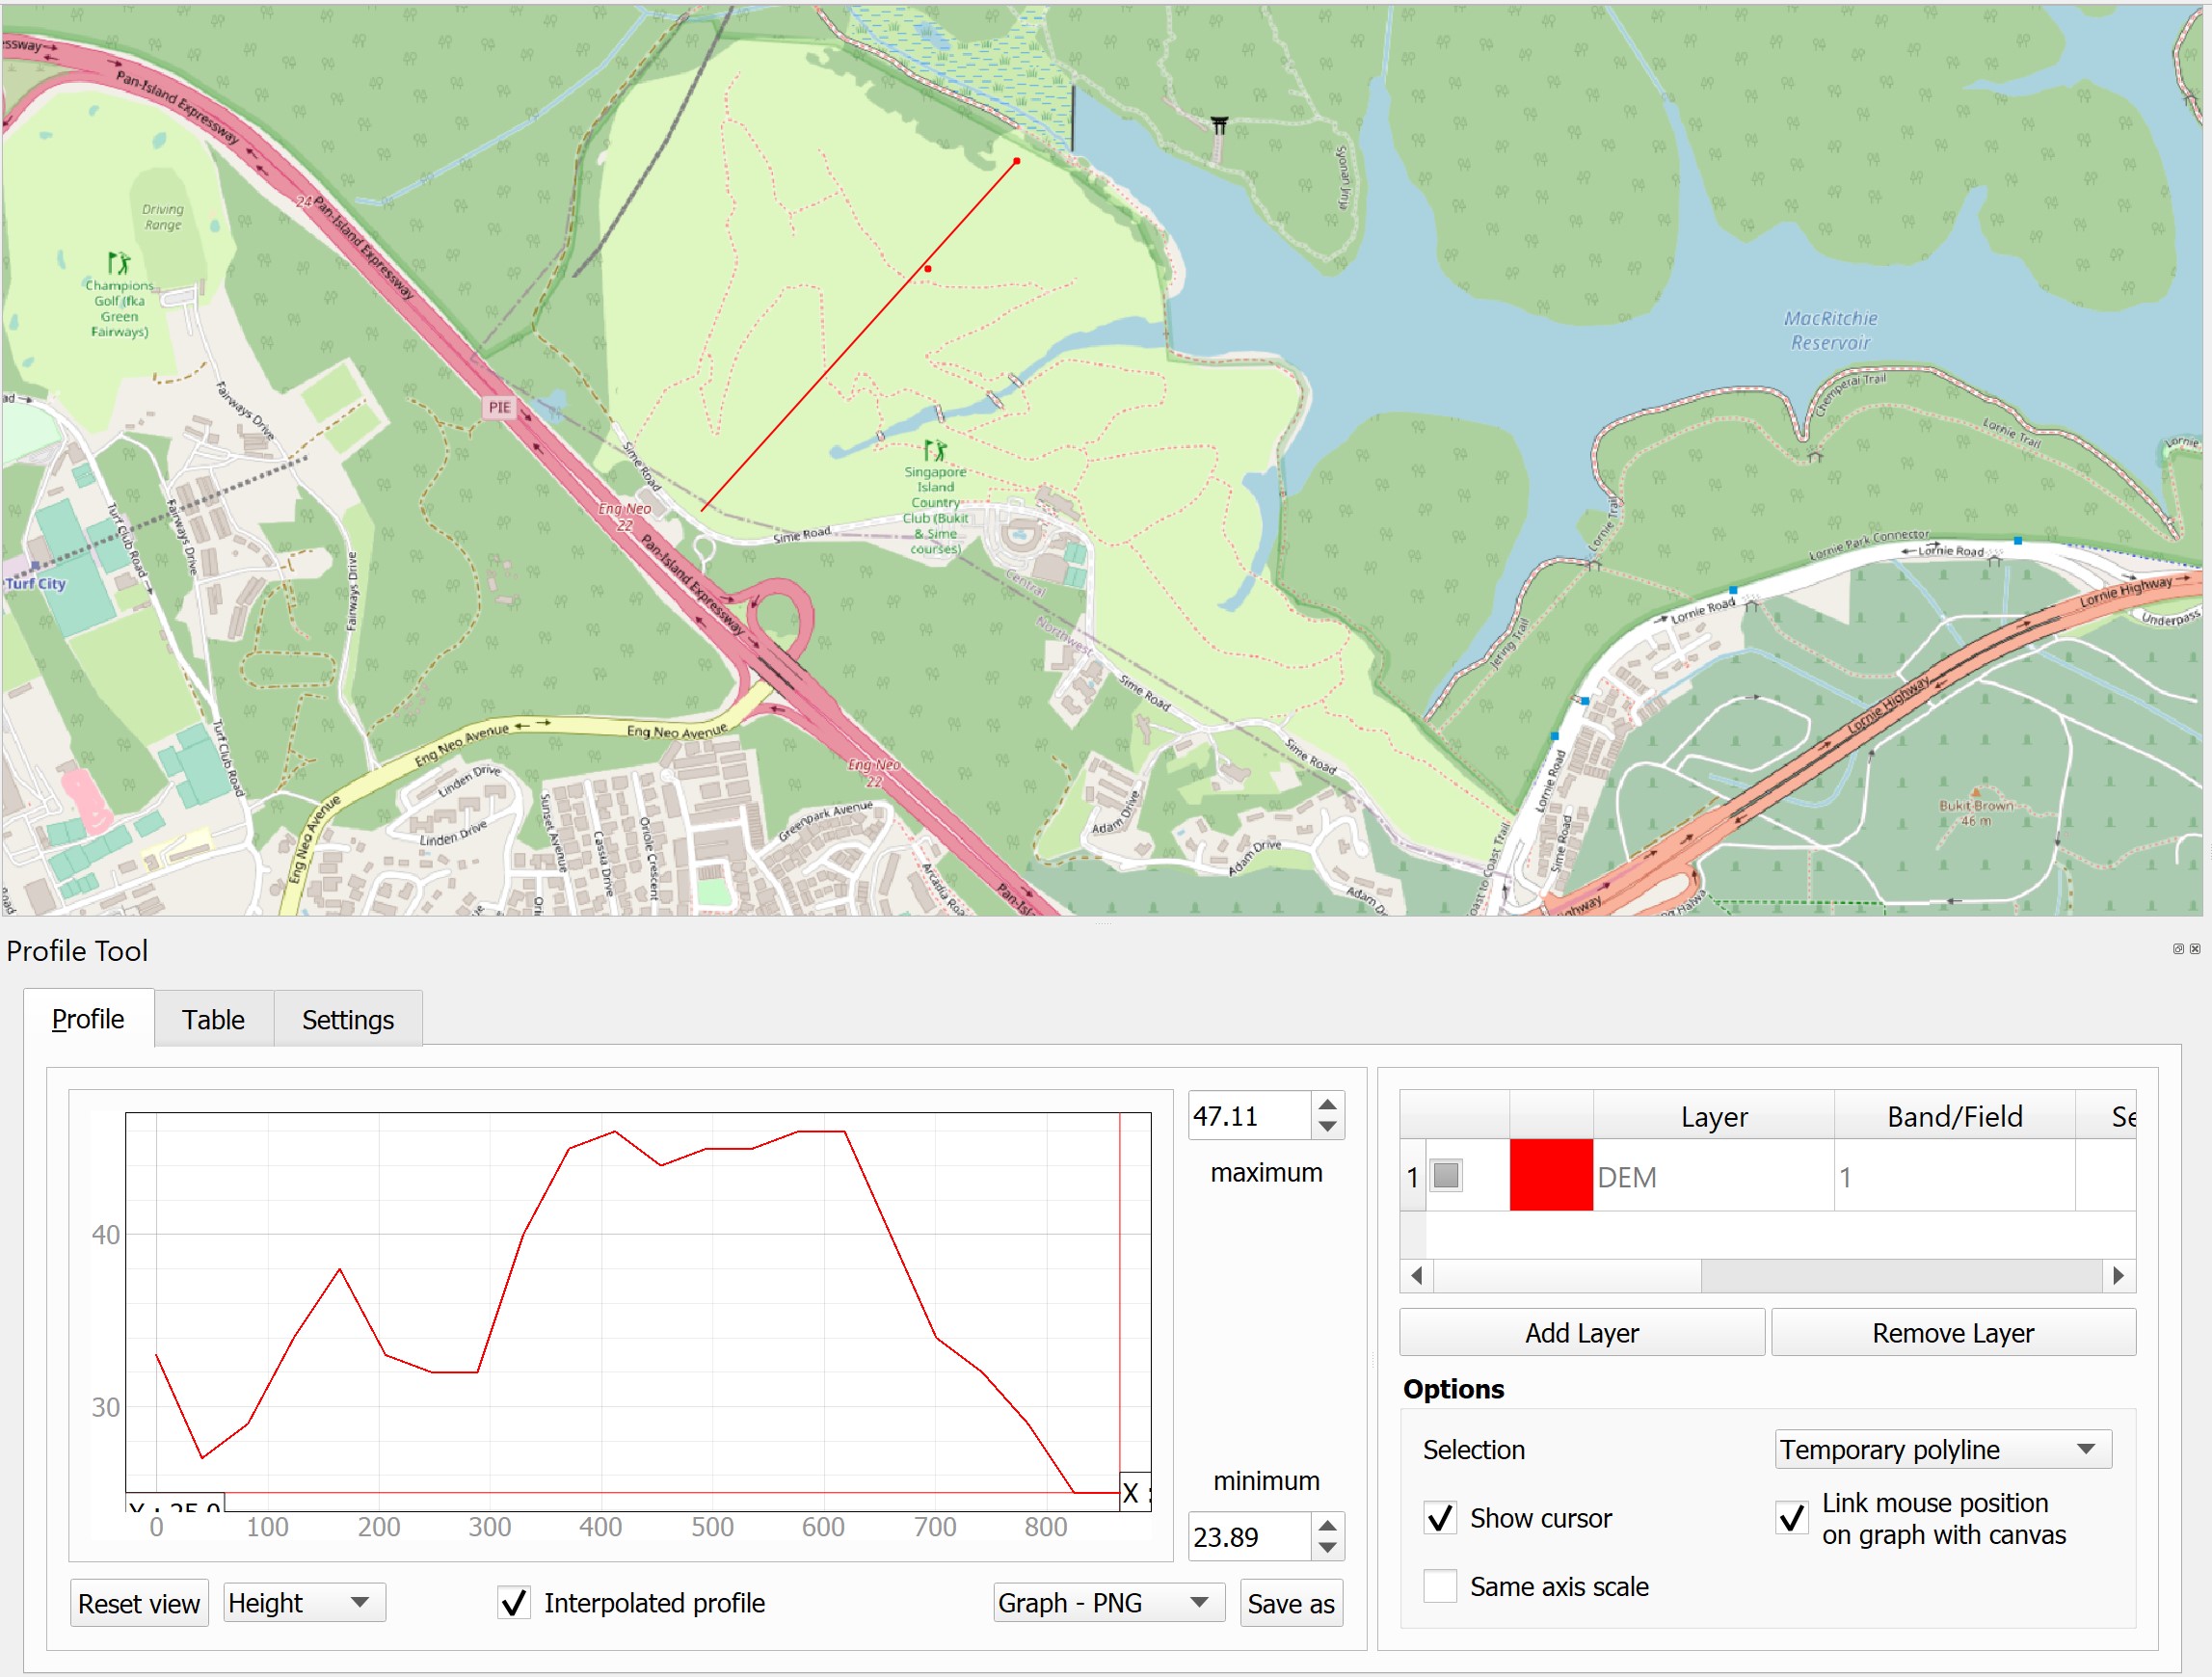 ssway
Pan-Island Expressway
24
Pan-Island Expressway
Driving
Range
Champions
Golf (fka
Green
Fairways)
Syonan Jinja
MacRitchie
Reservoir
ad
Fairways Drive
PIE
Chemperai Trail
Lornie Trail
Lornie
Sime Road
Singapore
Island
Country
Club (Bukit
& Sime
courses)
Turf Club Road
Fairways Drive
Eng Neo
22
Sime Road
Lornie Trail
Lornie Park Connector
Lornie Road
Turf City
Fairways Drive
Pan-Island Expressway
Central
Northwest
Lornie Road
Lornie Highway
Underpass
Jering Trail
Sime Road
Turf Club Road
Eng Neo Avenue
Eng Neo Avenue
Sime Road
Lornie Highway
Eng Neo
22
Linden Drive
Linden Drive
Sunset Avenue
Cassia Drive
Oriole Crescent
Greenpark Avenue
Eng Neo Avenue
Adam Drive
Adam Drive
Lornie Road
Sime Road
Bukit Brown
46 m
Arcadia Roa
Pan-Isl
Adam D
oast to Coast Trail
ighway
oad
Ori
Profile Tool
Profile
Table
Settings
47.11
maximum
minimum
23.89
40
30
Y : 25.0
X :
0 100 200 300 400 500 600 700 800
Reset view
Height
Interpolated profile
Graph - PNG
Save as
Layer
Band/Field
Se
1
DEM
1
Add Layer
Remove Layer
Options
Selection
Temporary polyline
Show cursor
Link mouse position
on graph with canvas
Same axis scale